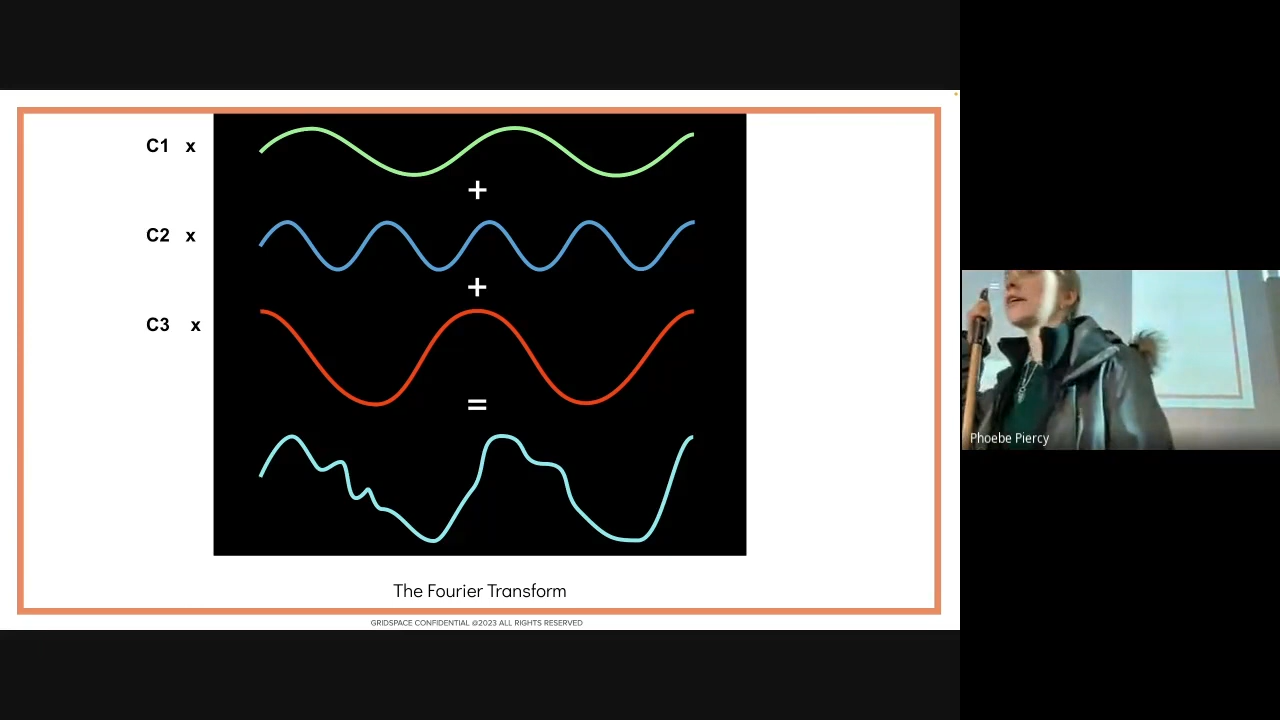 C1 x
+
C2 x
+
C3 x
=
The Fourier Transform
GRIDSPACE CONFIDENTIAL @2023 ALL RIGHTS RESERVED
Phoebe Piercy